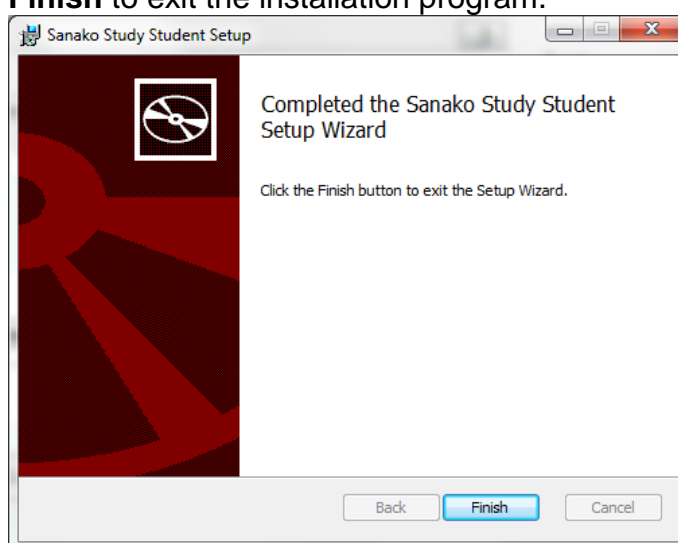 Finish to exit the installation program.
Sanako Study Student Setup
Completed the Sanako Study Student
Setup Wizard
Click the Finish button to exit the Setup Wizard.
Back Finish Cancel